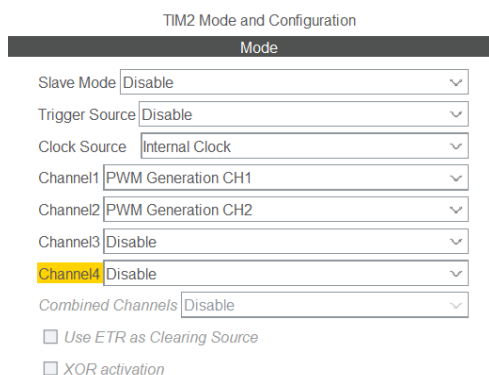 TIM2 Mode and Configuration
Mode
Slave Mode Disable
Trigger Source Disable
Clock Source Internal Clock
Channel1 PWM Generation CH1
Channel2 PWM Generation CH2
Channel3 Disable
Channel4 Disable
Combined Channels Disable
Use ETR as Clearing Source
XOR activation